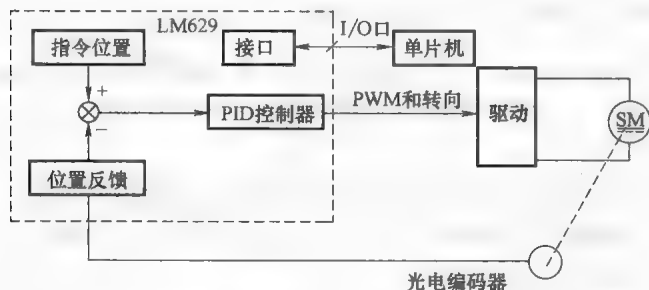 LM629
指令位置
接口
I/O口
单片机
+
−
PID控制器
PWM和转向
驱动
SM
位置反馈
光电编码器